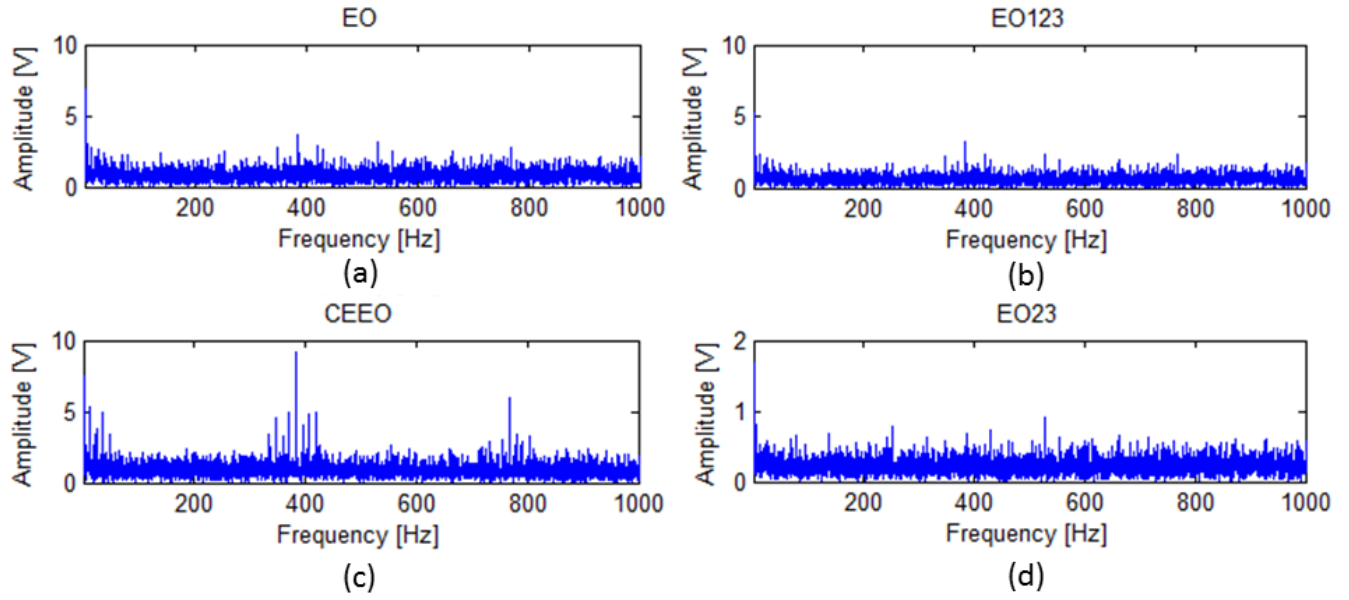 EO
10
5
0
Amplitude [V]
200 400 600 800 1000
Frequency [Hz]
(a)
EO123
10
5
0
Amplitude [V]
200 400 600 800 1000
Frequency [Hz]
(b)
CEEO
10
5
0
Amplitude [V]
200 400 600 800 1000
Frequency [Hz]
(c)
EO23
2
1
0
Amplitude [V]
200 400 600 800 1000
Frequency [Hz]
(d)